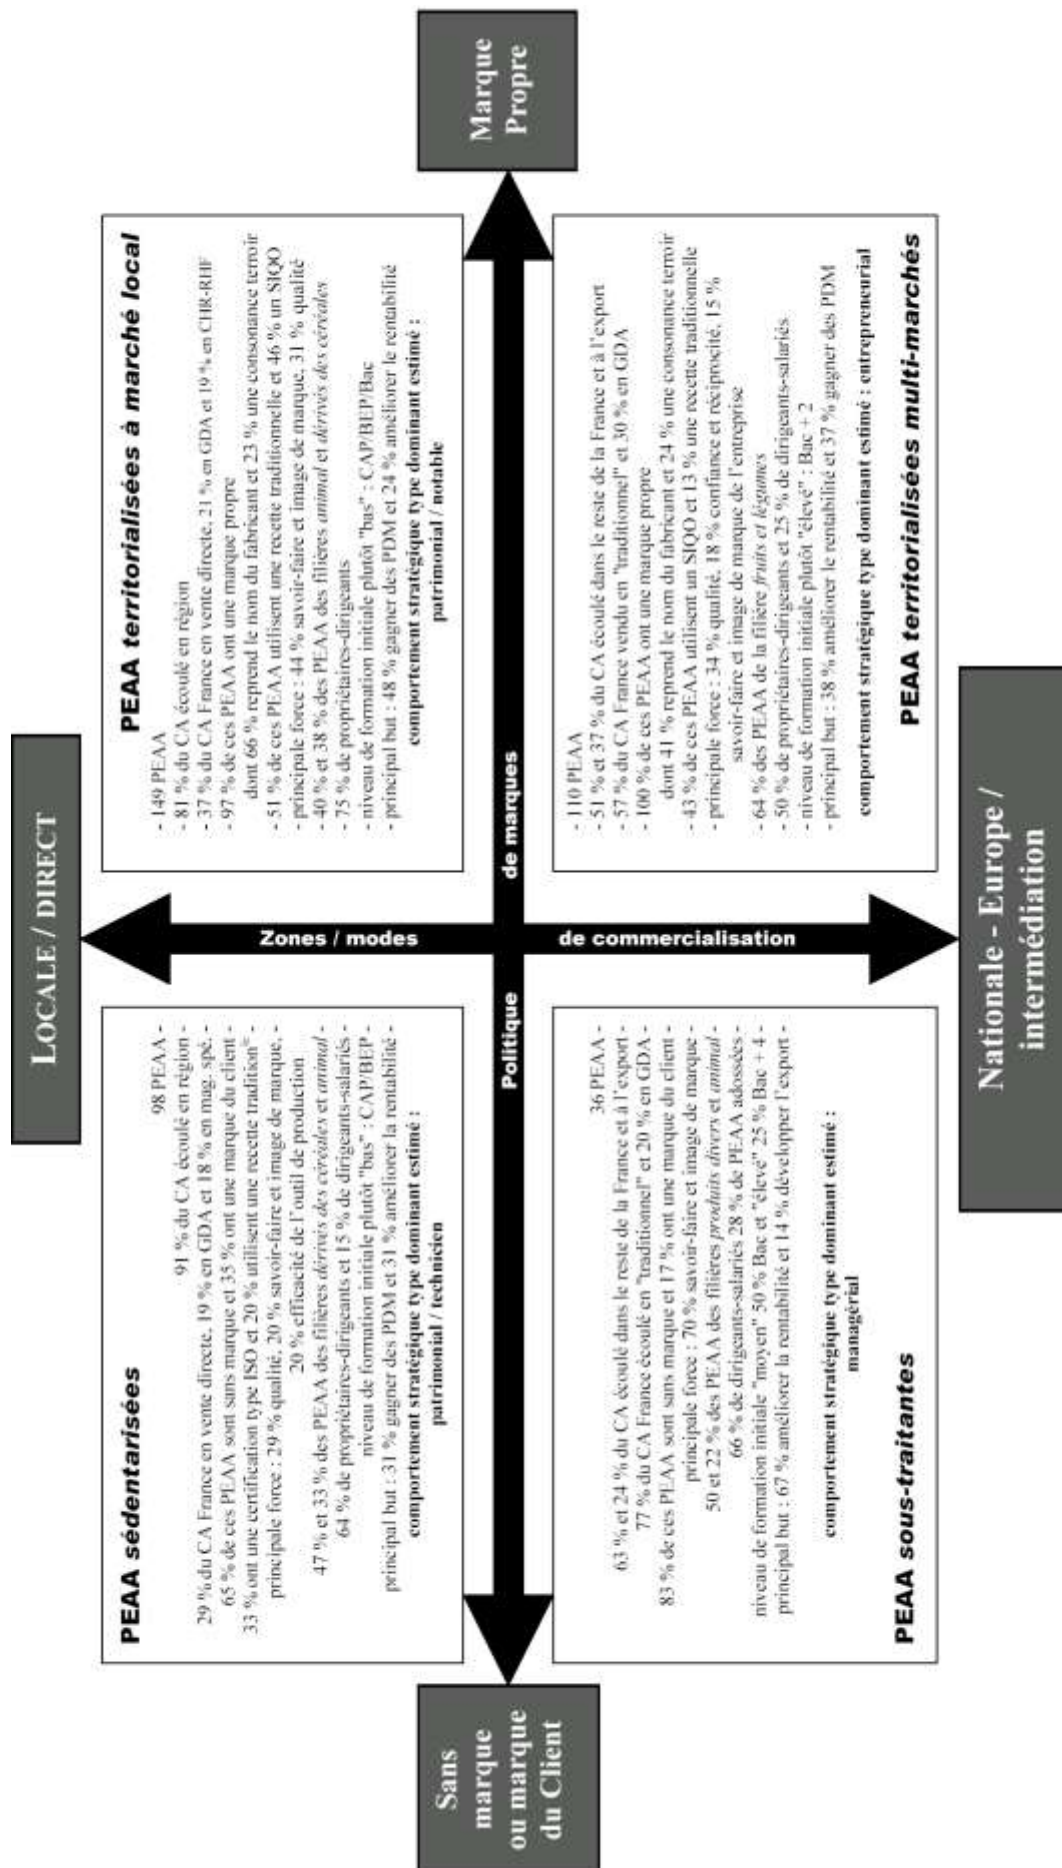 LOCALE / DIRECT
PEAA sédentarisées
98 PEAA -
91 % du CA écoulé en région -
29 % du CA France en vente directe, 19 % en GDA et 18 % en mag. spé. -
65 % de ces PEAA sont sans marque et 35 % ont une marque du client -
33 % ont une certification type ISO et 20 % utilisent une recette tradition
principale force : 29 % qualité, 20 % savoir-faire et image de marque,
20 % efficacité de l'outil de production
47 % et 33 % des PEAA des filières dérivés des céréales et animal -
64 % de propriétaires-dirigeants et 15 % de dirigeants-salariés -
niveau de formation initiale plutôt "bas" : CAP/BEP -
principal but : 31 % gagner des PDM et 31 % améliorer la rentabilité -
comportement stratégique type dominant estimé :
patrimonial / technicien
PEAA territorialisées à marché local
- 149 PEAA
- 81 % du CA écoulé en région
- 37 % du CA France en vente directe, 21 % en GDA et 19 % en CHR-RHF
- 97 % de ces PEAA ont une marque propre
dont 66 % reprend le nom du fabricant et 23 % une consonance terroir
- 51 % de ces PEAA utilisent une recette traditionnelle et 46 % un SIQO
- principale force : 44 % savoir-faire et image de marque, 31 % qualité
- 40 % et 38 % des PEAA des filières animal et dérivés des céréales
- 75 % de propriétaires-dirigeants
- niveau de formation initiale plutôt "bas" : CAP/BEP/Bac
- principal but : 48 % gagner des PDM et 24 % améliorer le rentabilité
comportement stratégique type dominant estimé :
patrimonial / notable
Zones / modes
de commercialisation
Sans
marque
ou marque
du Client
Politique
de marques
Marque
Propre
36 PEAA -
63 % et 24 % du CA écoulé dans le reste de la France et à l'export -
77 % du CA France écoulé en "traditionnel" et 20 % en GDA -
83 % de ces PEAA sont sans marque et 17 % ont une marque du client -
principale force : 70 % savoir-faire et image de marque -
50 et 22 % des PEAA des filières produits divers et animal -
66 % de dirigeants-salariés 28 % de PEAA adossées -
niveau de formation initiale "moyen" 50 % Bac et "élevé" 25 % Bac + 4 -
principal but : 67 % améliorer la rentabilité et 14 % développer l'export -
comportement stratégique type dominant estimé :
managérial
PEAA sous-traitantes
- 110 PEAA
- 51 % et 37 % du CA écoulé dans le reste de la France et à l'export
- 57 % du CA France vendu en "traditionnel" et 30 % en GDA
- 100 % de ces PEAA ont une marque propre
dont 41 % reprend le nom du fabricant et 24 % une consonance terroir
- 43 % de ces PEAA utilisent un SIQO et 13 % une recette traditionnelle
- principale force : 34 % qualité, 18 % confiance et réciprocité, 15 %
savoir-faire et image de marque de l'entreprise
- 64 % des PEAA de la filière fruits et légumes
- 50 % de propriétaires-dirigeants et 25 % de dirigeants-salariés
- niveau de formation initiale plutôt "élevé" : Bac + 2
- principal but : 38 % améliorer le rentabilité et 37 % gagner des PDM
comportement stratégique type dominant estimé : entrepreneurial
PEAA territorialisées multi-marchés
Nationale - Europe /
intermédiation